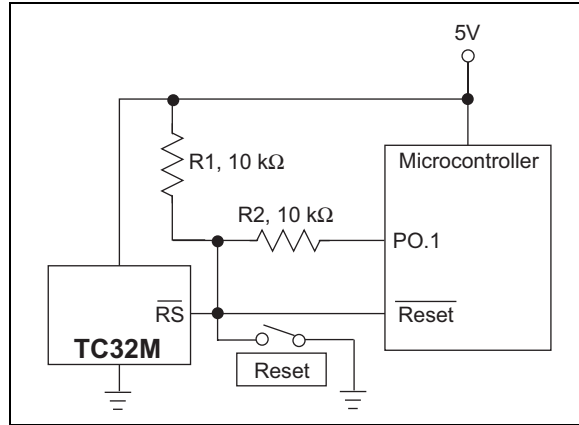 5V
R1, 10 kΩ
Microcontroller
R2, 10 kΩ
PO.1
RS
Reset
TC32M
Reset